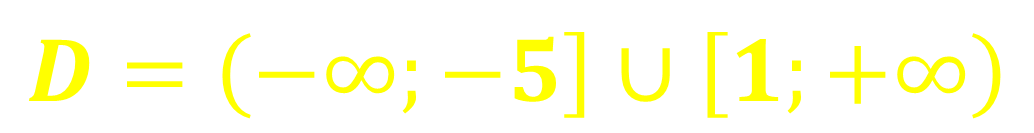 D = (−∞; −5] ∪ [1; +∞)